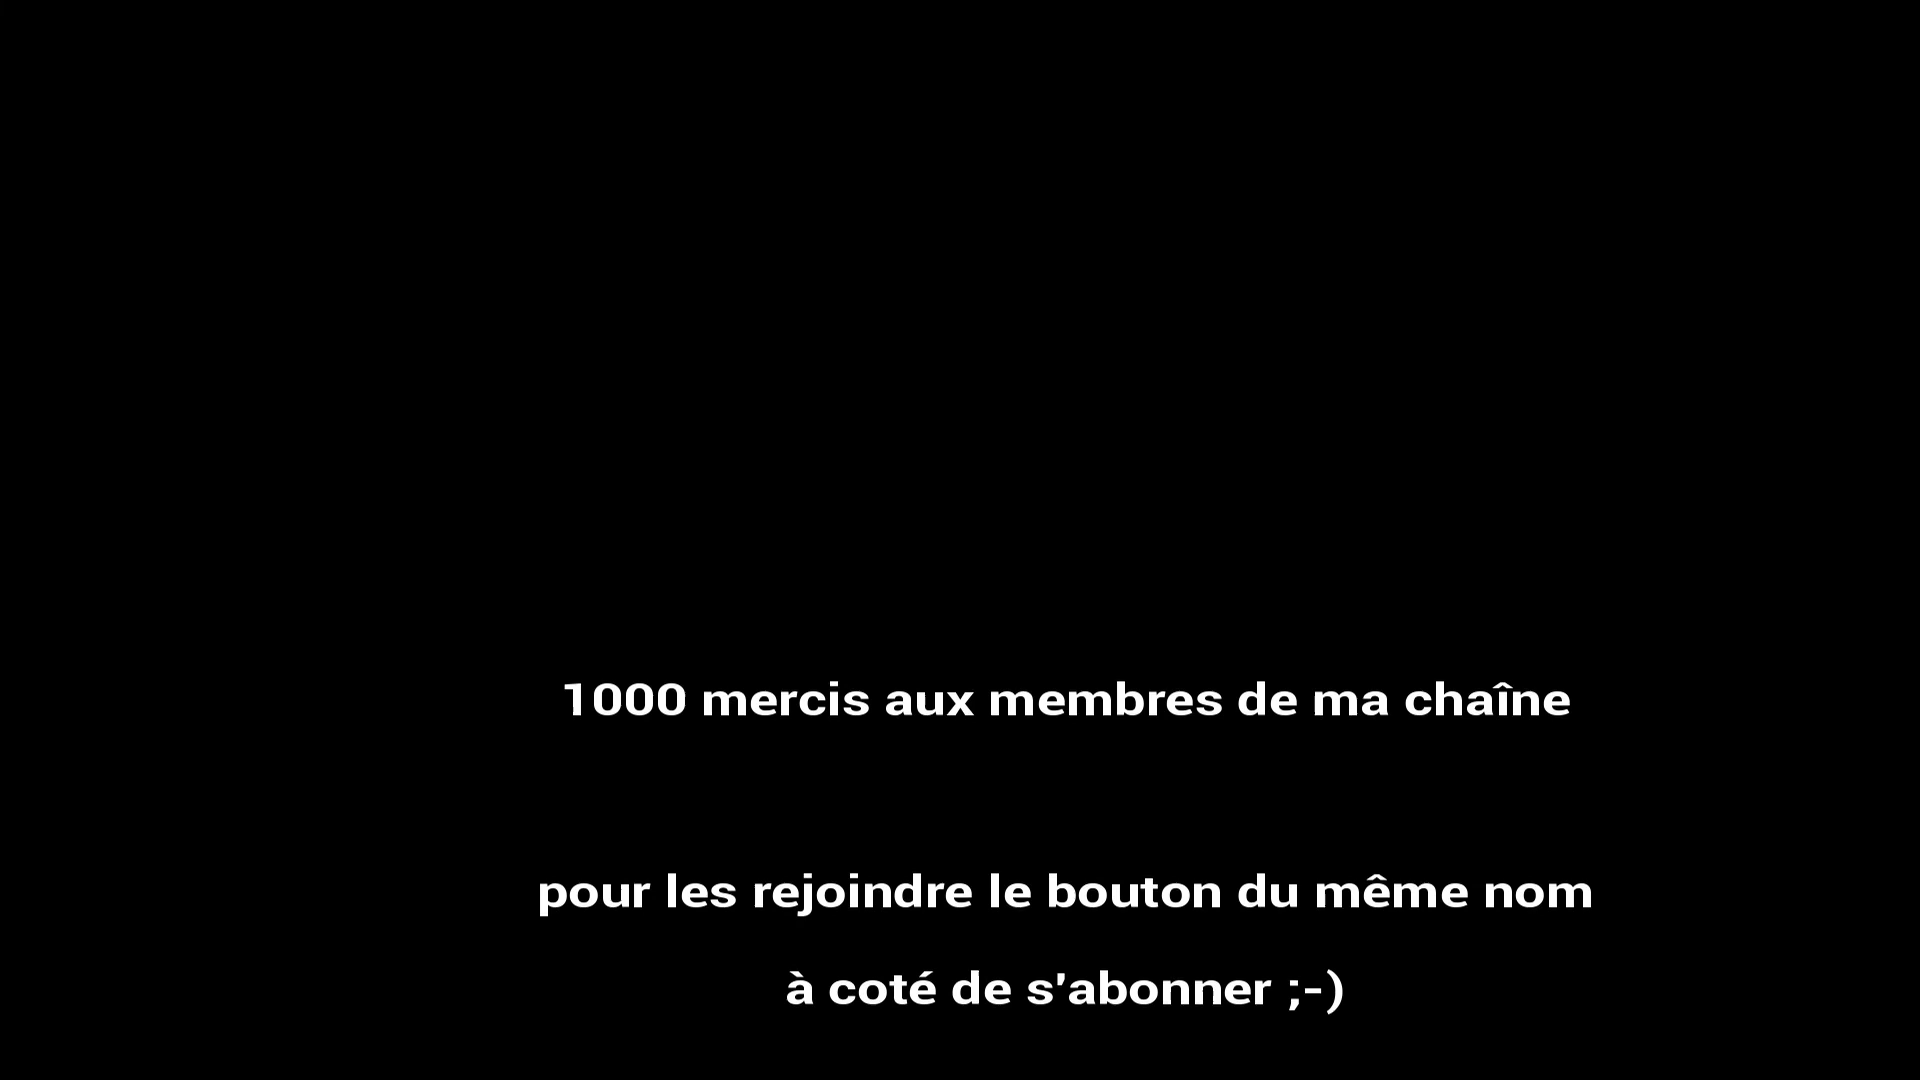 1000 mercis aux membres de ma chaîne
pour les rejoindre le bouton du même nom
à coté de s'abonner ;-)